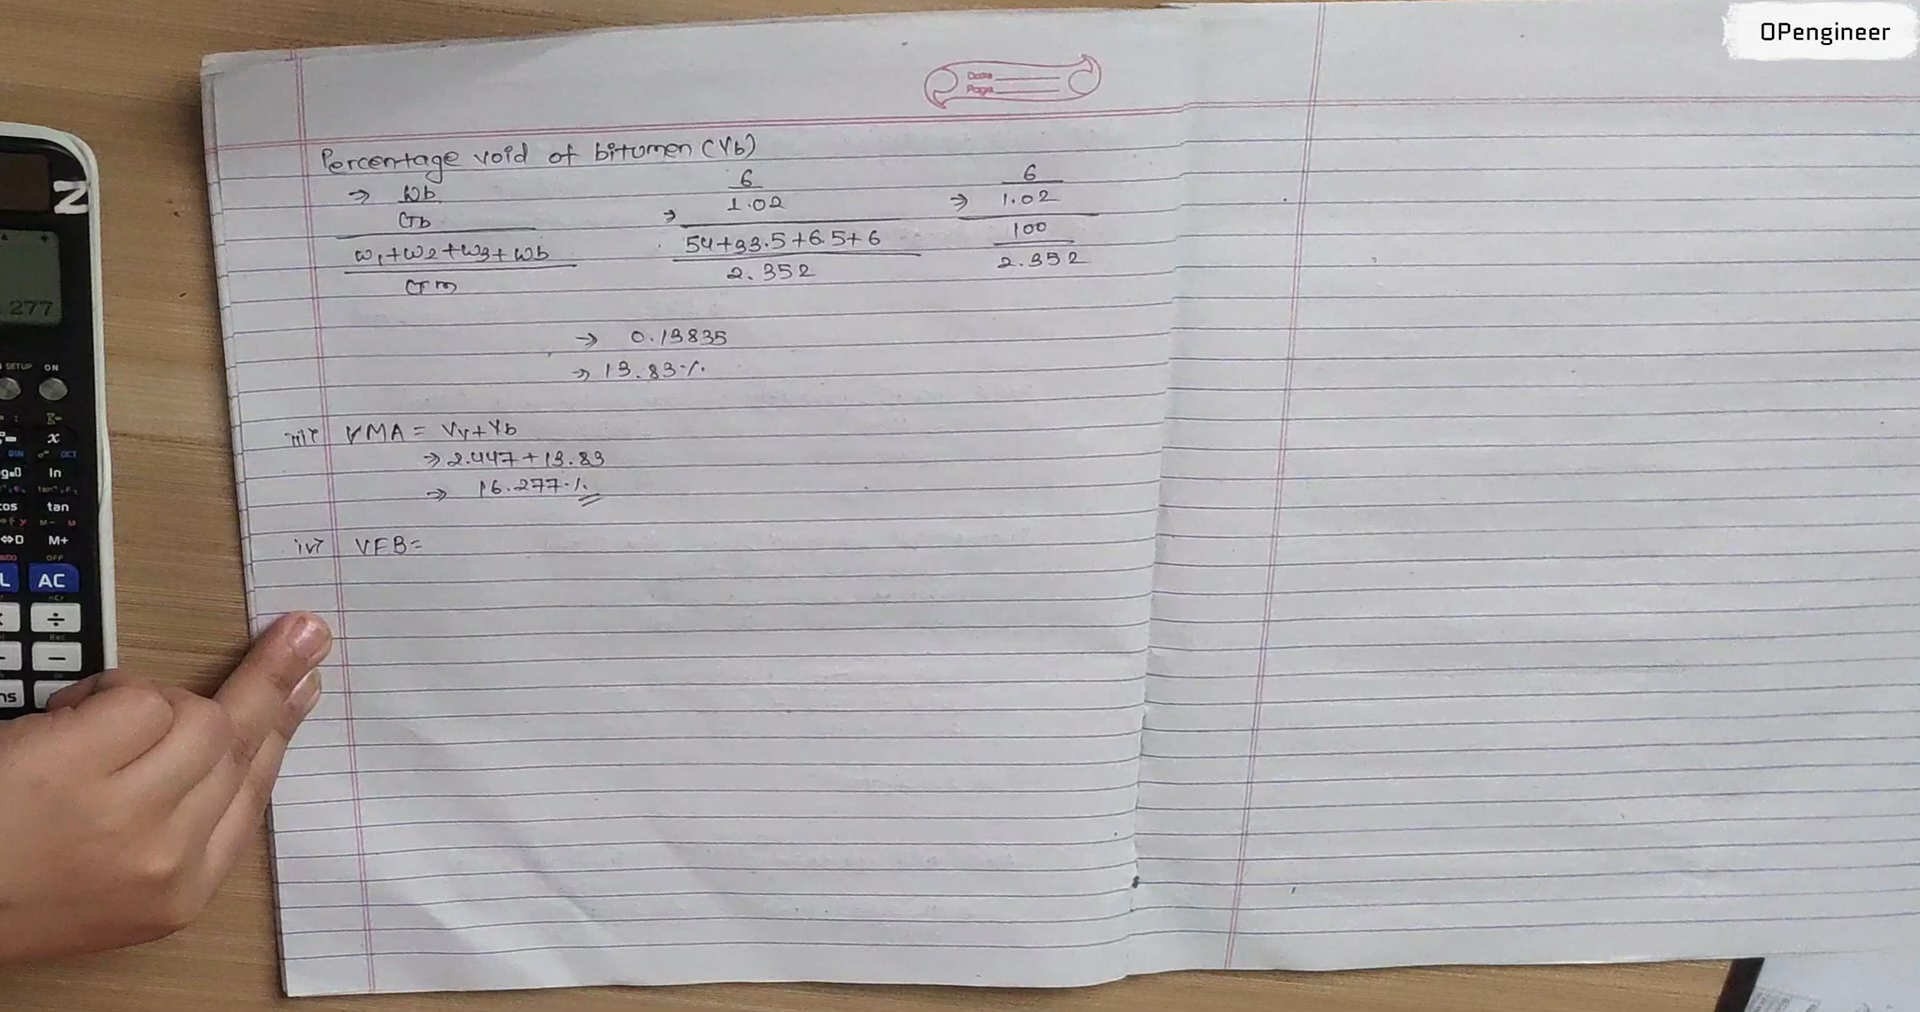 OPengineer
Date
Page
Percentage void of bitumen (Vb)
→ Wb / Gb / w1+w2+w3+wb / Gm
→ 6 / 1.02 / 54+33.5+6.5+6 / 2.352
→ 6 / 1.02 / 100 / 2.352
→ 0.13835
→ 13.83%
iii) VMA = Vv+Vb
→ 2.447+13.83
→ 16.277%
iv) VFB=
.277
SETUP ON
x
ln
cos tan
M+
OFF
AC
÷
−
Z